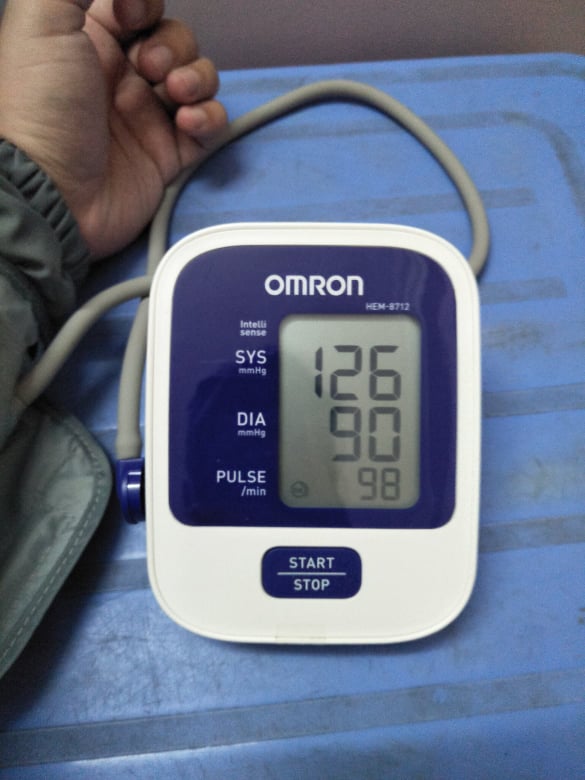 OMRON
HEM-8712
Intelli
sense
SYS
mmHg
126
DIA
mmHg
90
PULSE
/min
98
START
STOP